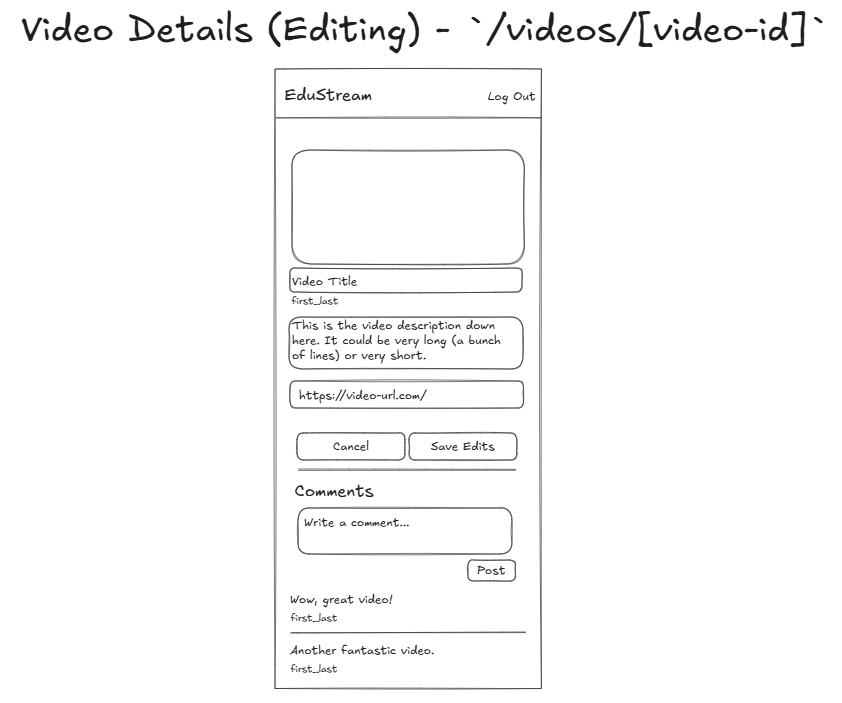 Video Details (Editing) - `/videos/[video-id]`
EduStream
Log Out
Video Title
first_last
This is the video description down
here. It could be very long (a bunch
of lines) or very short.
https://video-url.com/
Cancel
Save Edits
Comments
Write a comment...
Post
Wow, great video!
first_last
Another fantastic video.
first_last